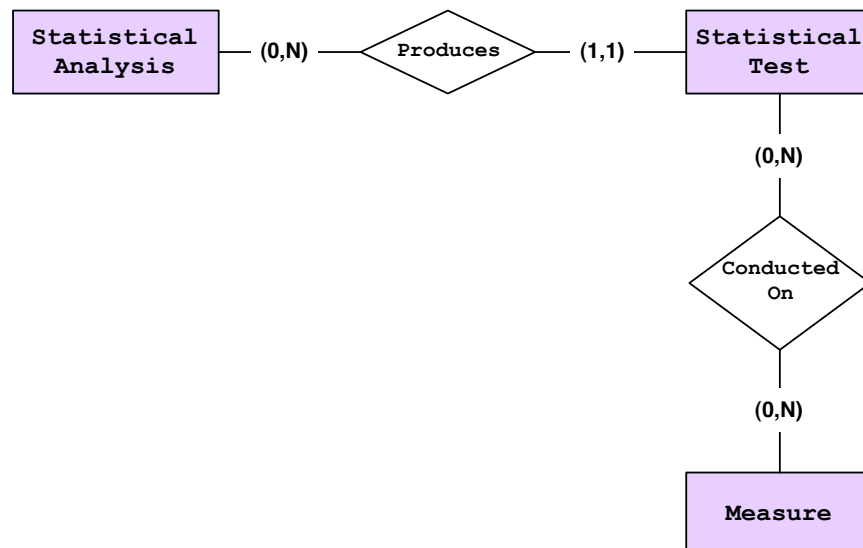 Statistical
Analysis
(0,N)
Produces
(1,1)
Statistical
Test
(0,N)
Conducted
On
(0,N)
Measure